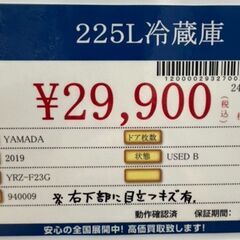 225L冷蔵庫
12000029327001
¥29,900
(税込)
24
YAMADA
ドア枚数
2019
状態 USED B
YRZ-F23G
940009 ※右下部に目立つキズ有。
動作確認済 保証期間:
安心の全国展開中! 高価買取致します!